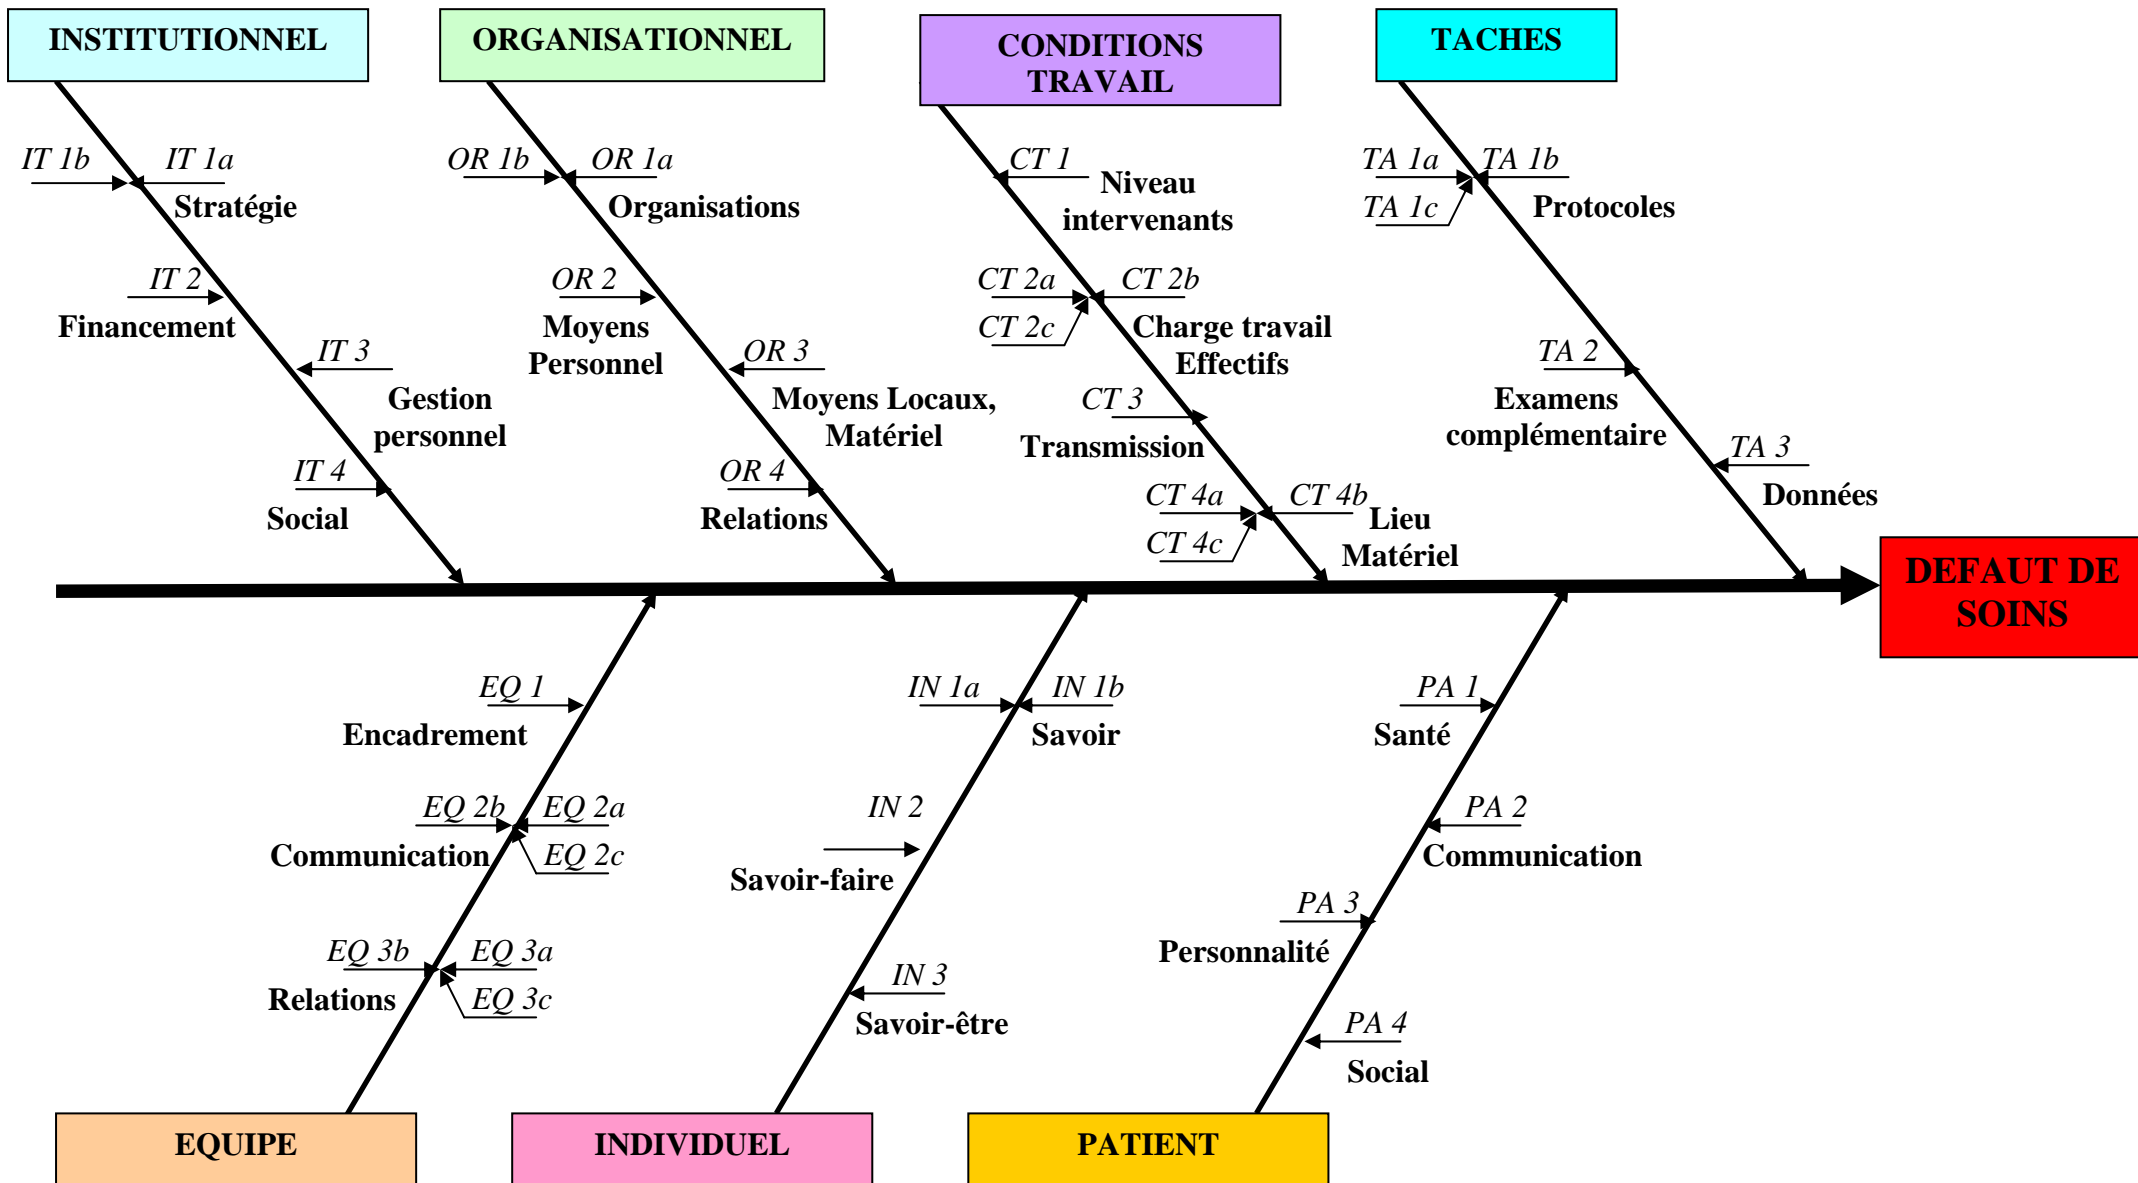 INSTITUTIONNEL
ORGANISATIONNEL
CONDITIONS
TRAVAIL
TACHES
IT 1b
IT 1a
Stratégie
IT 2
Financement
IT 3
Gestion
personnel
IT 4
Social
OR 1b
OR 1a
Organisations
OR 2
Moyens
Personnel
OR 3
Moyens Locaux,
Matériel
OR 4
Relations
CT 1
Niveau
intervenants
CT 2a
CT 2b
CT 2c
Charge travail
Effectifs
CT 3
Transmission
CT 4a
CT 4b
CT 4c
Lieu
Matériel
TA 1a
TA 1b
TA 1c
Protocoles
TA 2
Examens
complémentaire
TA 3
Données
DEFAUT DE
SOINS
EQ 1
Encadrement
EQ 2b
EQ 2a
Communication
EQ 2c
EQ 3b
EQ 3a
Relations
EQ 3c
IN 1a
IN 1b
Savoir
IN 2
Savoir-faire
IN 3
Savoir-être
PA 1
Santé
PA 2
Communication
PA 3
Personnalité
PA 4
Social
EQUIPE
INDIVIDUEL
PATIENT